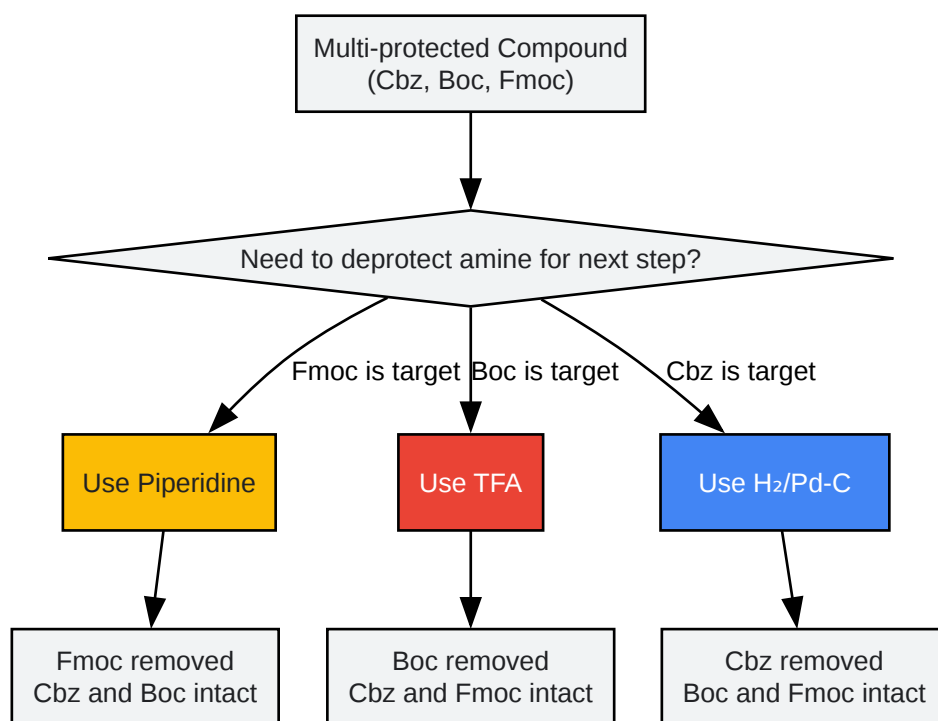 Multi-protected Compound
(Cbz, Boc, Fmoc)
Need to deprotect amine for next step?
Fmoc is target
Boc is target
Cbz is target
Use Piperidine
Use TFA
Use H₂/Pd-C
Fmoc removed
Cbz and Boc intact
Boc removed
Cbz and Fmoc intact
Cbz removed
Boc and Fmoc intact